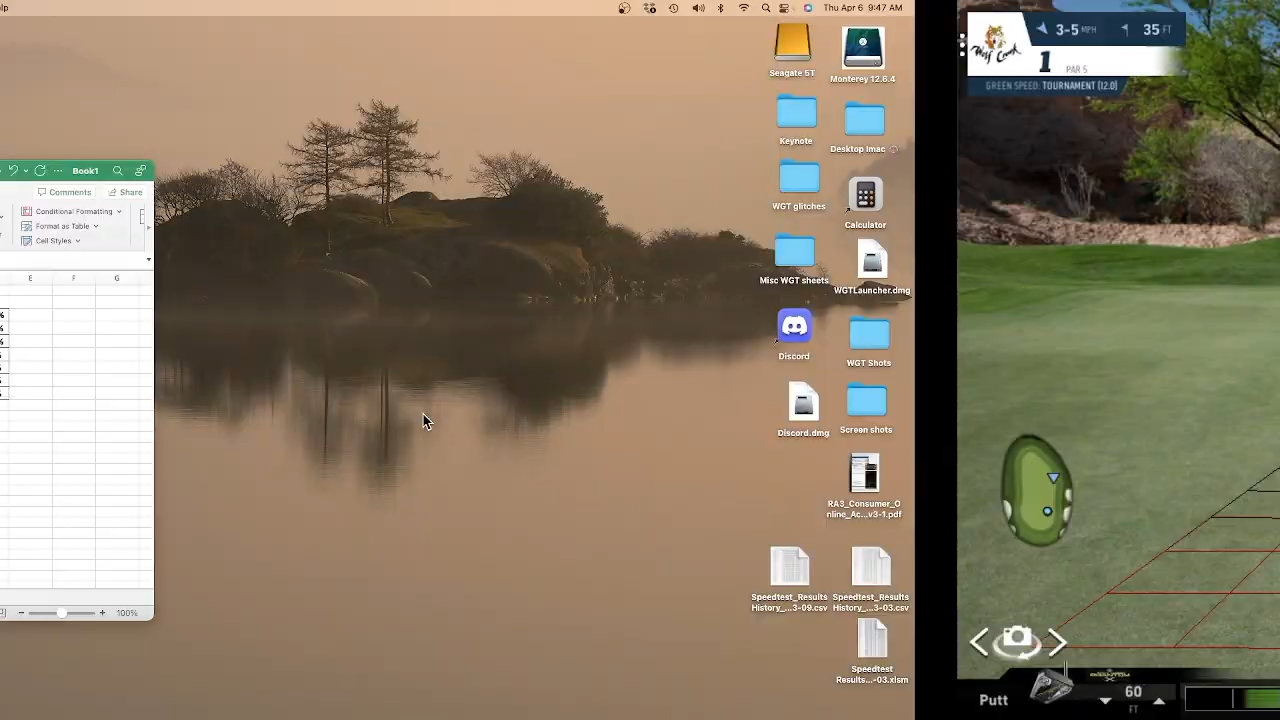 lp
Thu Apr 6 9:47 AM
Book1
Comments
Share
Conditional Formatting
Format as Table
Cell Styles
E F G
%
%
%
100%
Seagate 5T
Monterey 12.6.4
Keynote
Desktop Imac
WGT glitches
Calculator
Misc WGT sheets
WGTLauncher.dmg
Discord
WGT Shots
Discord.dmg
Screen shots
RA3_Consumer_O
nline_Ac...v3-1.pdf
Speedtest_Results
History_...3-09.csv
Speedtest_Results
History_...3-03.csv
Speedtest
Results...-03.xlsm
Wolf Creek
3-5 MPH
35 FT
1
PAR 5
GREEN SPEED: TOURNAMENT (12.0)
Putt
60
FT